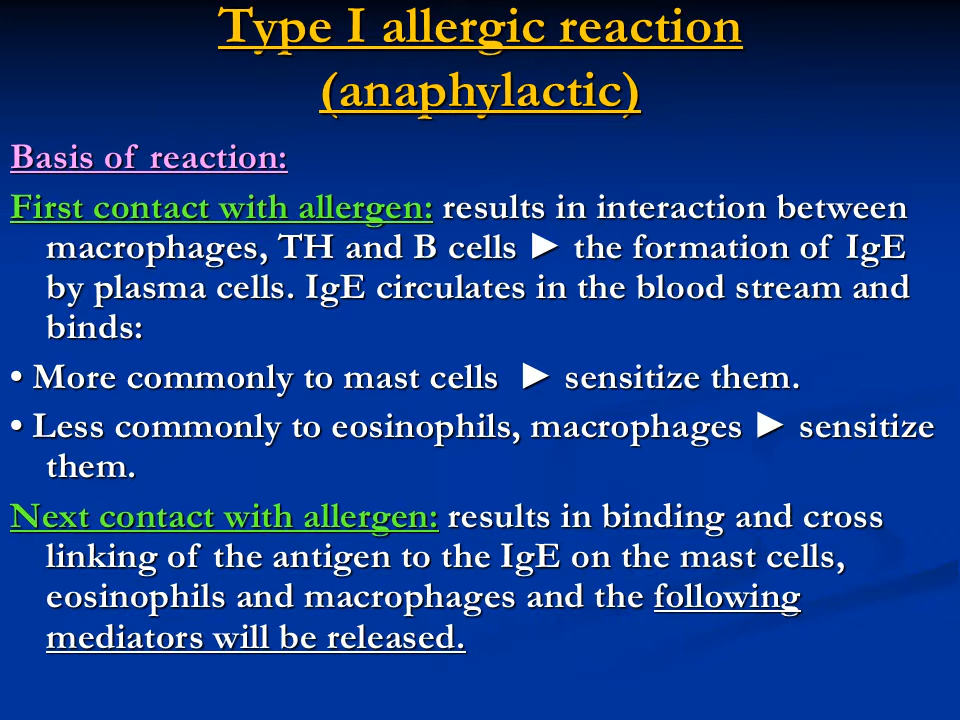 Type I allergic reaction
(anaphylactic)
Basis of reaction:
First contact with allergen: results in interaction between
macrophages, TH and B cells ► the formation of IgE
by plasma cells. IgE circulates in the blood stream and
binds:
• More commonly to mast cells ► sensitize them.
• Less commonly to eosinophils, macrophages ► sensitize
them.
Next contact with allergen: results in binding and cross
linking of the antigen to the IgE on the mast cells,
eosinophils and macrophages and the following
mediators will be released.